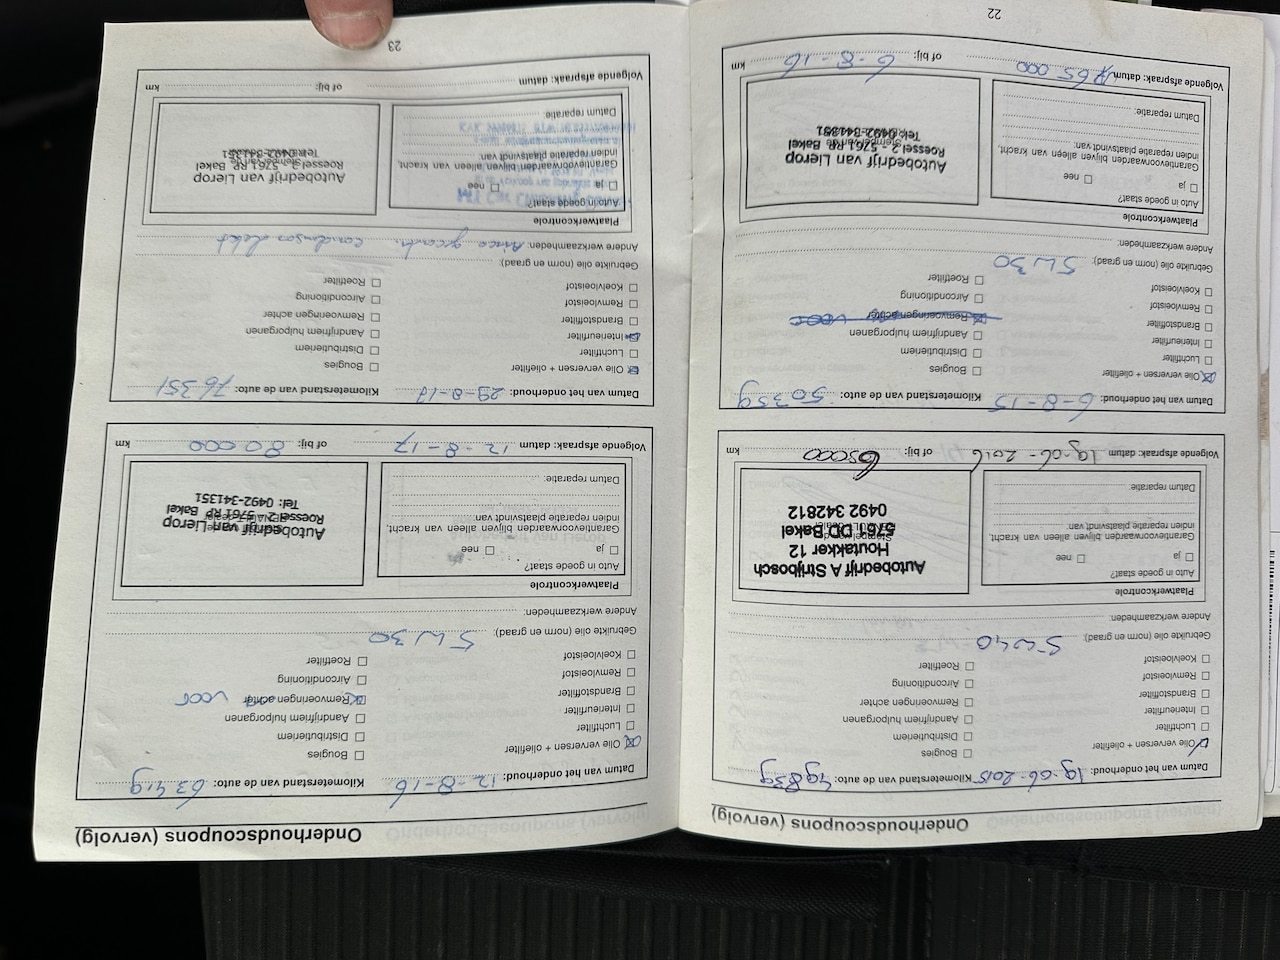 22
Onderhoudscoupons (vervolg)
Datum van het onderhoud: 19-06-2015 Kilometerstand van de auto: 49839
Olie verversen + oliefilter
Luchtfilter
Interieurfilter
Brandstoffilter
Remvloeistof
Koelvloeistof
Bougies
Distributieriem
Aandrijfriem hulporganen
Remvoeringen achter
Airconditioning
Roetfilter
Gebruikte olie (norm en graad): 5W40
Andere werkzaamheden:
Plaatwerkcontrole
Auto in goede staat?
ja nee
Garantievoorwaarden blijven alleen van kracht,
indien reparatie plaatsvindt van:
Datum reparatie:
Autobedrijf A Strijbosch
Houtakker 12
5761 DD Bakel
0492 342812
Volgende afspraak: datum 19-06-2016 of bij: 65000 km
Datum van het onderhoud: 6-8-15 Kilometerstand van de auto: 50359
Olie verversen + oliefilter
Luchtfilter
Interieurfilter
Brandstoffilter
Remvloeistof
Koelvloeistof
Bougies
Distributieriem
Aandrijfriem hulporganen
Remvoeringen achter voor
Airconditioning
Roetfilter
Gebruikte olie (norm en graad): 5W30
Andere werkzaamheden:
Plaatwerkcontrole
Auto in goede staat?
ja nee
Garantievoorwaarden blijven alleen van kracht,
indien reparatie plaatsvindt van:
Datum reparatie:
Autobedrijf van Lierop
Roessel 2 - 5761 RP Bakel
Tel: 0492-341351
Volgende afspraak: datum: 65000 of bij: 6-8-16 km
Onderhoudscoupons (vervolg)
Datum van het onderhoud: 12-8-16 Kilometerstand van de auto: 63419
Olie verversen + oliefilter
Luchtfilter
Interieurfilter
Brandstoffilter
Remvloeistof
Koelvloeistof
Bougies
Distributieriem
Aandrijfriem hulporganen
Remvoeringen achter voor
Airconditioning
Roetfilter
Gebruikte olie (norm en graad): 5W30
Andere werkzaamheden:
Plaatwerkcontrole
Auto in goede staat?
ja nee
Garantievoorwaarden blijven alleen van kracht,
indien reparatie plaatsvindt van:
Datum reparatie:
Autobedrijf van Lierop
Roessel 2 - 5761 RP Bakel
Tel: 0492-341351
Volgende afspraak: datum 12-8-17 of bij: 80000 km
Datum van het onderhoud: 29-8-17 Kilometerstand van de auto: 76351
Olie verversen + oliefilter
Luchtfilter
Interieurfilter
Brandstoffilter
Remvloeistof
Koelvloeistof
Bougies
Distributieriem
Aandrijfriem hulporganen
Remvoeringen achter
Airconditioning
Roetfilter
Gebruikte olie (norm en graad):
Andere werkzaamheden: Airco condensor defekt
Plaatwerkcontrole
Auto in goede staat?
ja nee
Garantievoorwaarden blijven alleen van kracht,
indien reparatie plaatsvindt van:
Datum reparatie:
Autobedrijf van Lierop
Roessel 2 - 5761 RP Bakel
Tel: 0492-341351
Volgende afspraak: datum: of bij: km
23